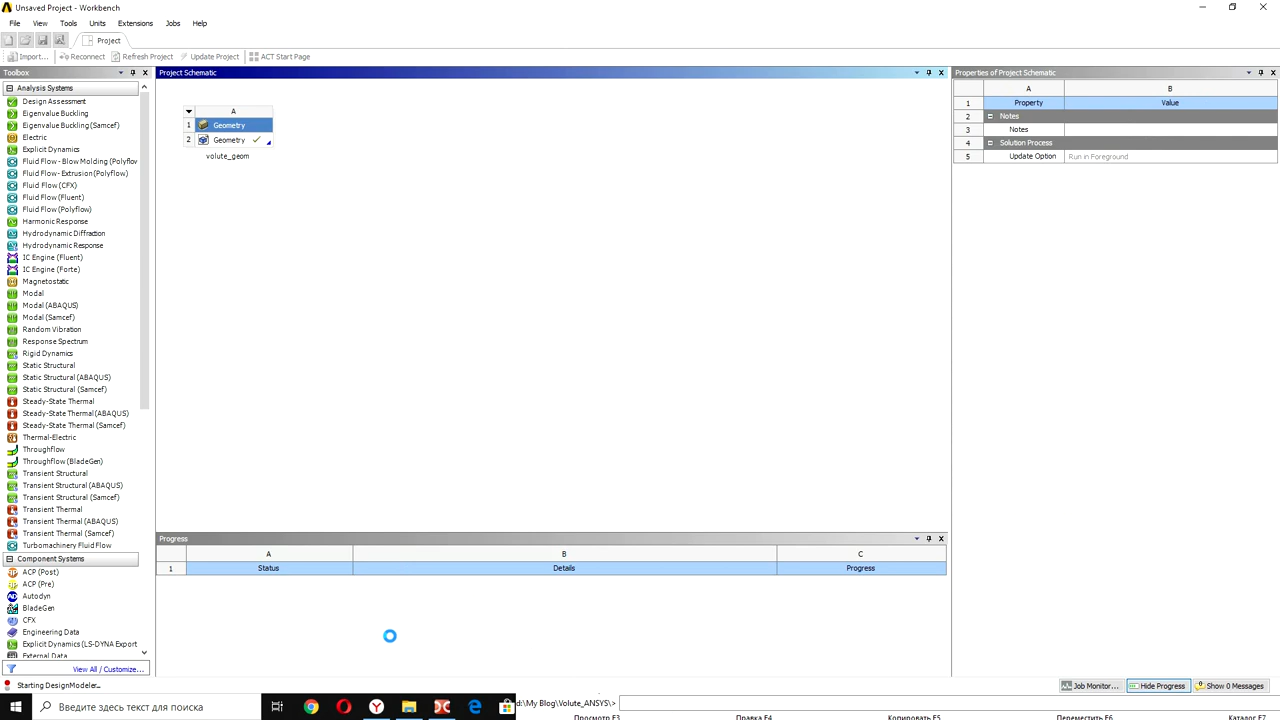 Unsaved Project - Workbench
File View Tools Units Extensions Jobs Help
Project
Import... Reconnect Refresh Project Update Project ACT Start Page
Toolbox
Analysis Systems
Design Assessment
Eigenvalue Buckling
Eigenvalue Buckling (Samcef)
Electric
Explicit Dynamics
Fluid Flow - Blow Molding (Polyflov
Fluid Flow- Extrusion (Polyflow)
Fluid Flow (CFX)
Fluid Flow (Fluent)
Fluid Flow (Polyflow)
Harmonic Response
Hydrodynamic Diffraction
Hydrodynamic Response
IC Engine (Fluent)
IC Engine (Forte)
Magnetostatic
Modal
Modal (ABAQUS)
Modal (Samcef)
Random Vibration
Response Spectrum
Rigid Dynamics
Static Structural
Static Structural (ABAQUS)
Static Structural (Samcef)
Steady-State Thermal
Steady-State Thermal (ABAQUS)
Steady-State Thermal (Samcef)
Thermal-Electric
Throughflow
Throughflow (BladeGen)
Transient Structural
Transient Structural (ABAQUS)
Transient Structural (Samcef)
Transient Thermal
Transient Thermal (ABAQUS)
Transient Thermal (Samcef)
Turbomachinery Fluid Flow
Component Systems
ACP (Post)
ACP (Pre)
Autodyn
BladeGen
CFX
Engineering Data
Explicit Dynamics (LS-DYNA Export
External Data
View All / Customize...
Project Schematic
A
1 Geometry
2 Geometry
volute_geom
Progress
A B C
1 Status Details Progress
Properties of Project Schematic
A B
1 Property Value
2 Notes
3 Notes
4 Solution Process
5 Update Option Run in Foreground
Starting DesignModeler...
Job Monitor... Hide Progress Show 0 Messages
Введите здесь текст для поиска
d:\My Blog\Volute_ANSYS\>
Просмотр F3 Правка F4 Копировать F5 Переместить F6 Каталог F7